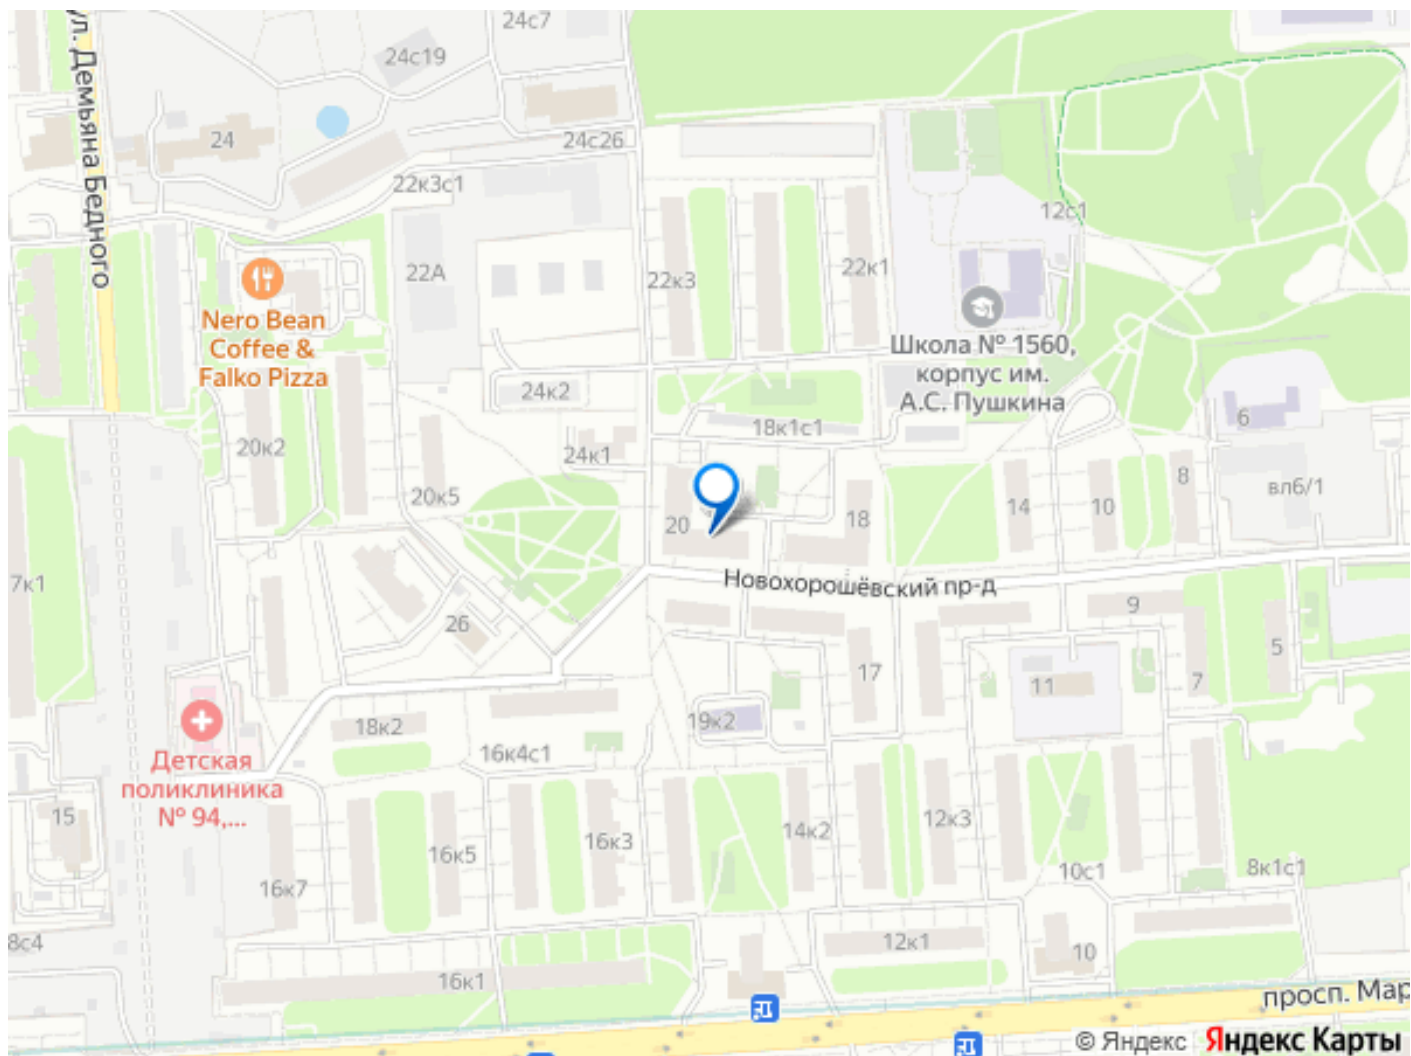 24с7
24с19
ул. Демьяна Бедного
24
24с26
22к3с1
12с1
22А
22к3
22к1
Nero Bean
Coffee &
Falko Pizza
Школа № 1560,
корпус им.
А.С. Пушкина
24к2
18к1с1
6
20к2
24к1
8
вл6/1
20к5
20
18
14
10
7к1
Новохорошёвский пр-д
9
26
5
17
11
7
18к2
19к2
16к4с1
Детская
поликлиника
№ 94,...
15
16к5
16к3
14к2
12к3
10с1
8к1с1
16к7
8с4
12к1
10
16к1
просп. Мар
© Яндекс Яндекс Карты